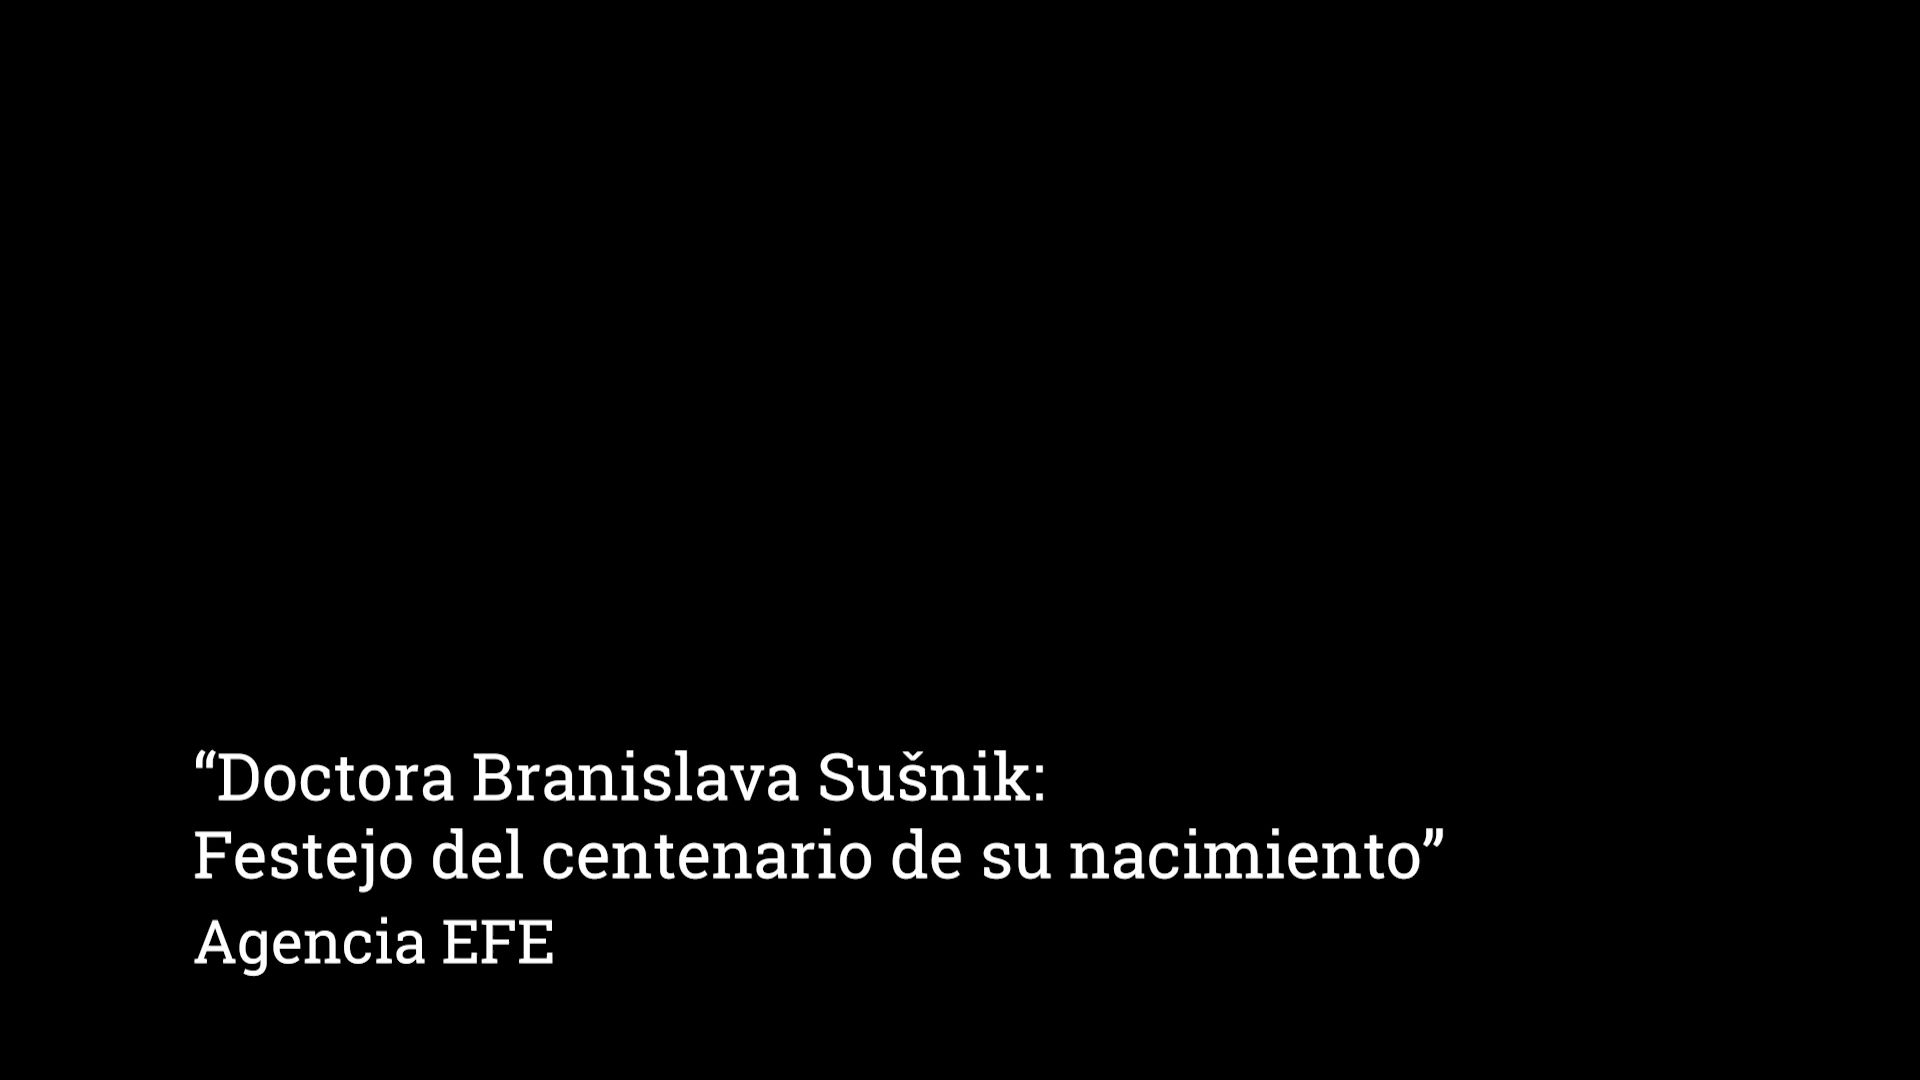 “Doctora Branislava Sušnik:
Festejo del centenario de su nacimiento”
Agencia EFE